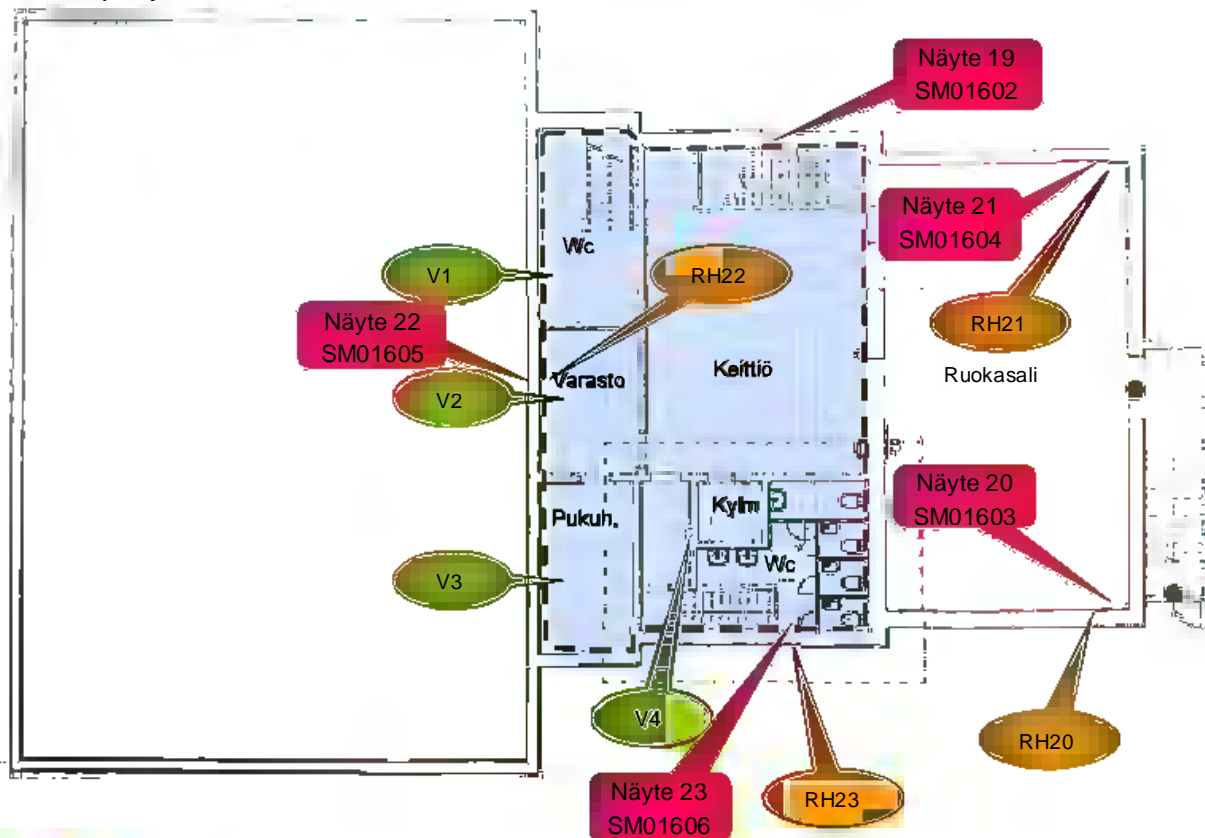 Näyte 19
SM01602
Näyte 21
SM01604
Wc
V1
RH22
Näyte 22
SM01605
RH21
Varasto
Keittiö
Ruokasali
V2
Näyte 20
SM01603
Pukuh.
Kylm
Wc
V3
V4
RH20
Näyte 23
SM01606
RH23